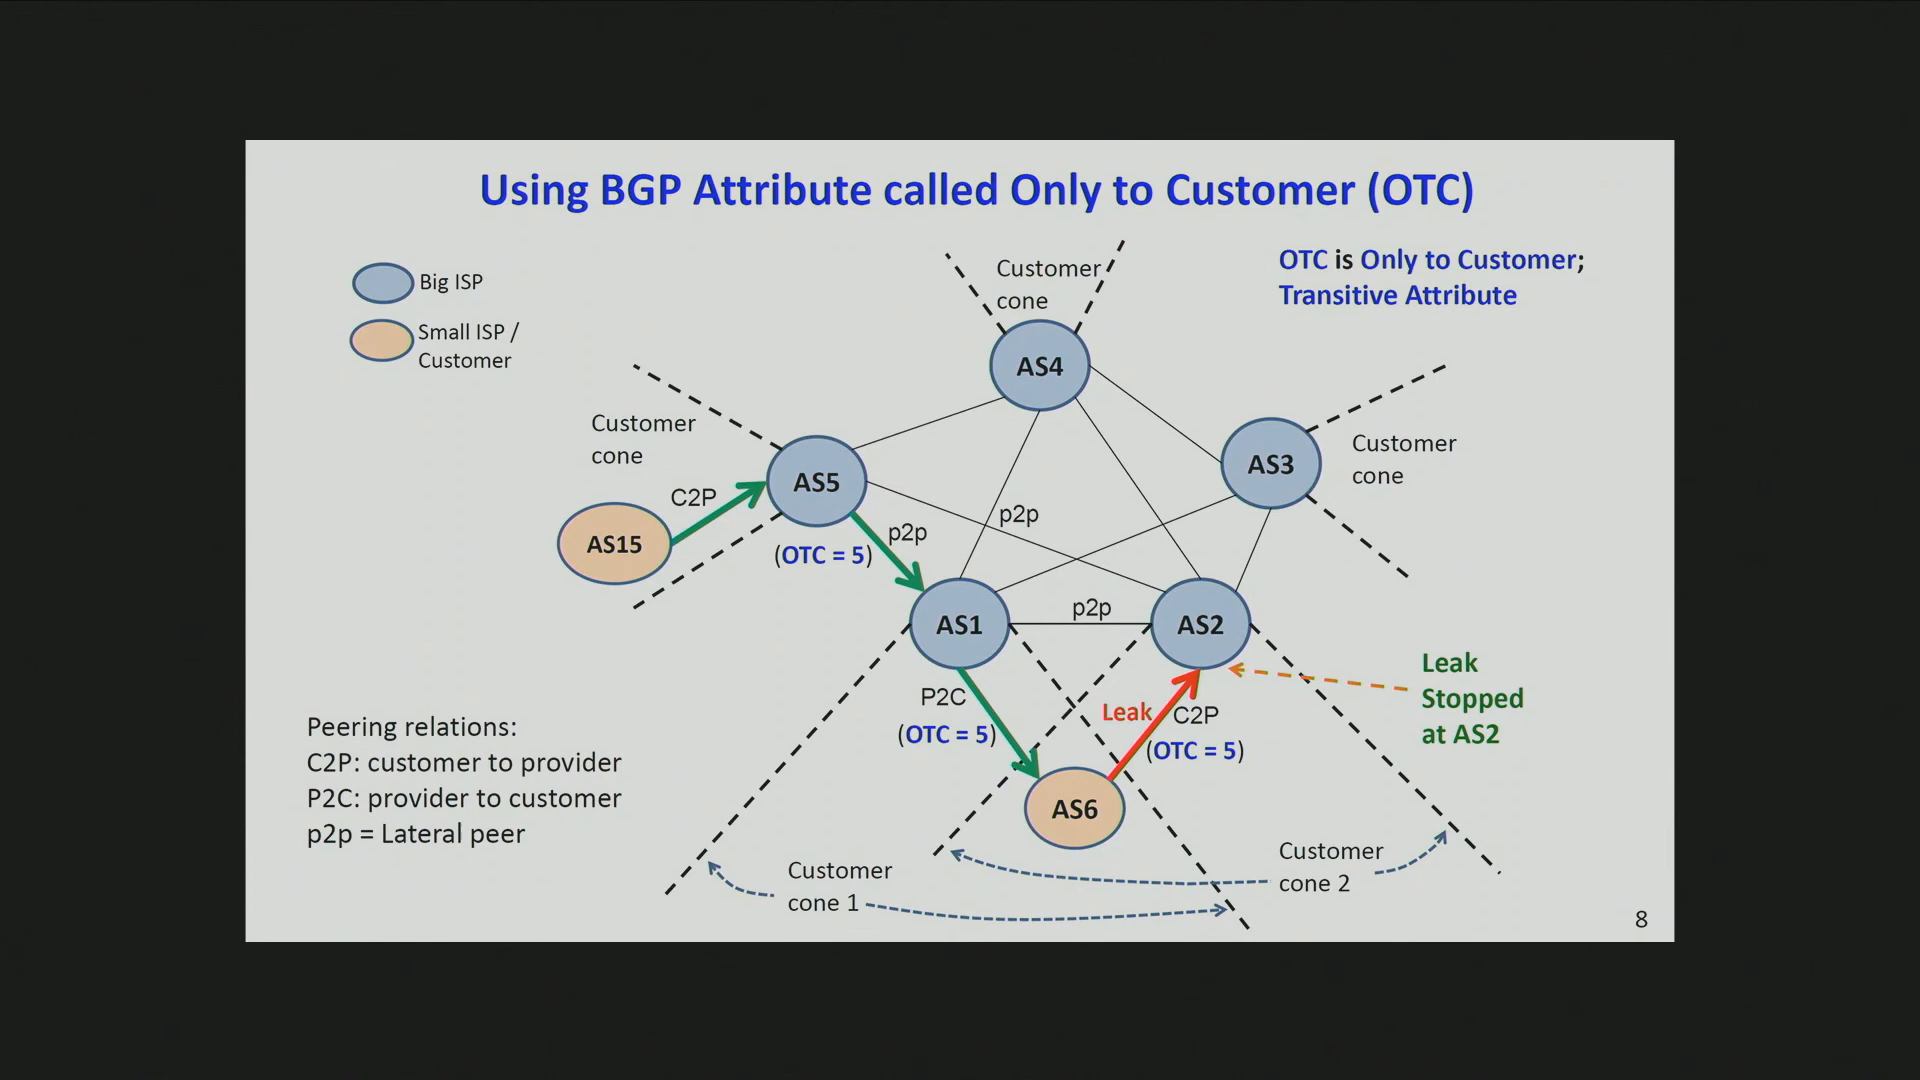 Using BGP Attribute called Only to Customer (OTC)
Big ISP
Small ISP /
Customer
OTC is Only to Customer;
Transitive Attribute
Customer
cone
AS4
Customer
cone
AS5
AS3
Customer
cone
C2P
AS15
p2p
(OTC = 5)
p2p
AS1
p2p
AS2
P2C
(OTC = 5)
Leak
C2P
(OTC = 5)
Leak
Stopped
at AS2
Peering relations:
C2P: customer to provider
P2C: provider to customer
p2p = Lateral peer
AS6
Customer
cone 1
Customer
cone 2
8